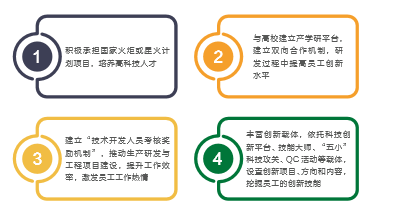 1
积极承担国家火炬或星火计
划项目，培养高科技人才
2
与高校建立产学研平台，
建立双向合作机制，研
发过程中提高员工创新
水平
3
建立“技术开发人员考核奖
励机制”，推动生产研发与
工程项目建设，提升工作效
率，激发员工工作热情
4
丰富创新载体，依托科技创
新平台、技能大师、“五小”
科技攻关、QC活动等载体，
设查创新项目、方向和内容，
挖掘员工的创新技能